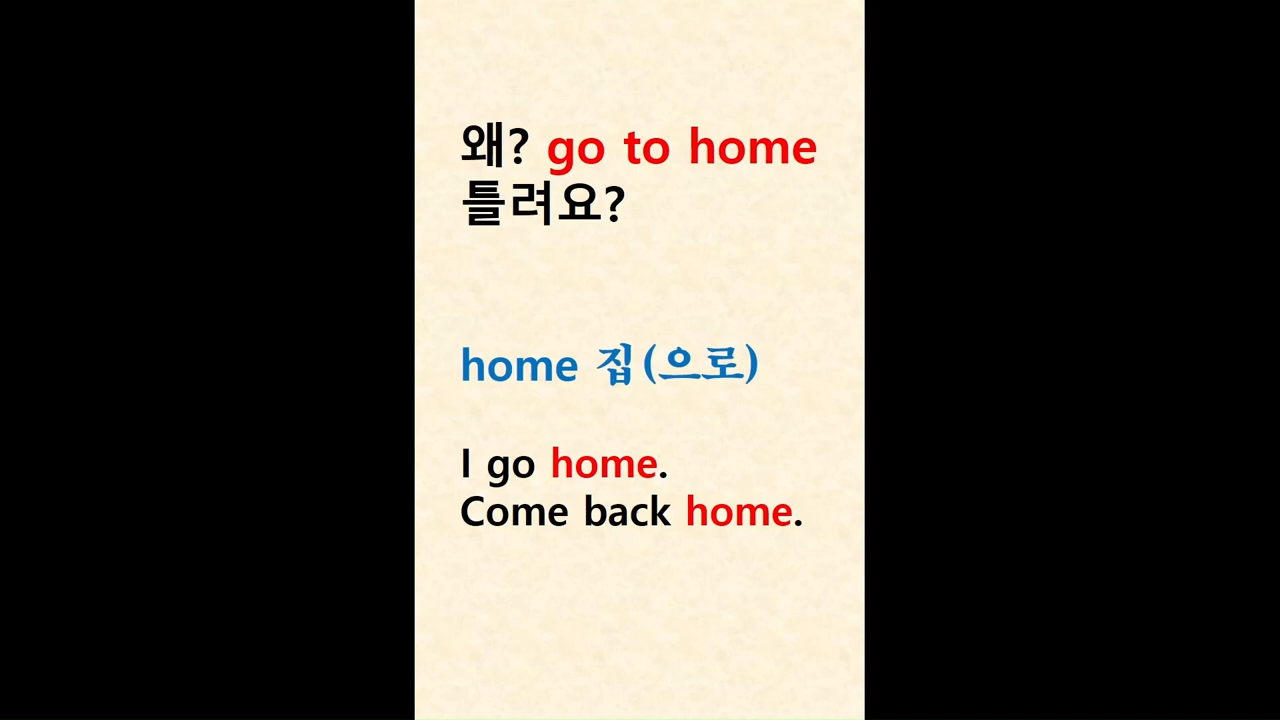 왜? go to home
틀려요?
home 집(으로)
I go home.
Come back home.